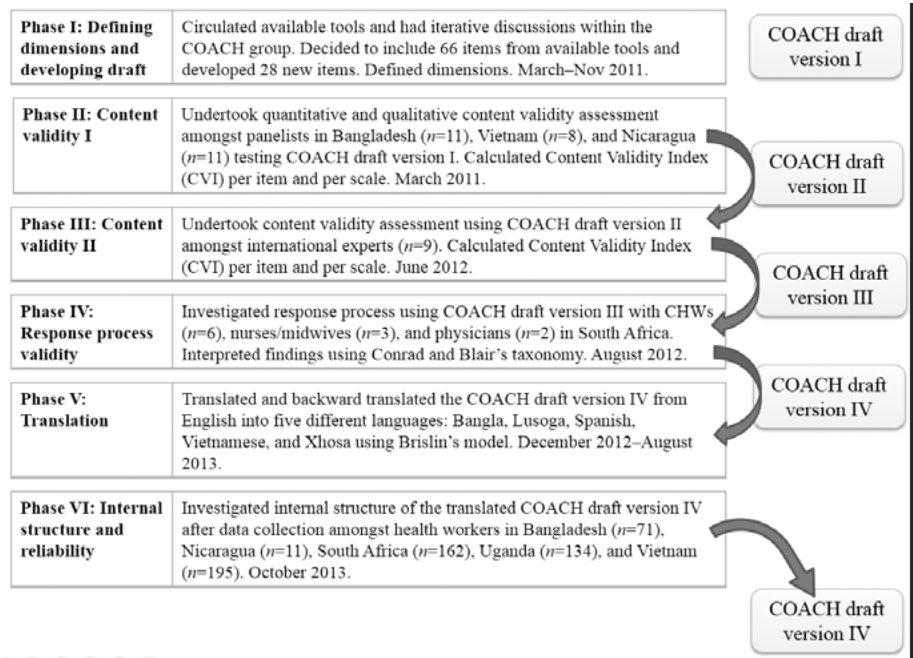 Phase I: Defining
dimensions and
developing draft
Circulated available tools and had iterative discussions within the
COACH group. Decided to include 66 items from available tools and
developed 28 new items. Defined dimensions. March–Nov 2011.
COACH draft
version I
Phase II: Content
validity I
Undertook quantitative and qualitative content validity assessment
amongst panelists in Bangladesh (n=11), Vietnam (n=8), and Nicaragua
(n=11) testing COACH draft version I. Calculated Content Validity Index
(CVI) per item and per scale. March 2011.
COACH draft
version II
Phase III: Content
validity II
Undertook content validity assessment using COACH draft version II
amongst international experts (n=9). Calculated Content Validity Index
(CVI) per item and per scale. June 2012.
COACH draft
version III
Phase IV:
Response process
validity
Investigated response process using COACH draft version III with CHWs
(n=6), nurses/midwives (n=3), and physicians (n=2) in South Africa.
Interpreted findings using Conrad and Blair's taxonomy. August 2012.
COACH draft
version IV
Phase V:
Translation
Translated and backward translated the COACH draft version IV from
English into five different languages: Bangla, Lusoga, Spanish,
Vietnamese, and Xhosa using Brislin's model. December 2012–August
2013.
Phase VI: Internal
structure and
reliability
Investigated internal structure of the translated COACH draft version IV
after data collection amongst health workers in Bangladesh (n=71),
Nicaragua (n=11), South Africa (n=162), Uganda (n=134), and Vietnam
(n=195). October 2013.
COACH draft
version IV